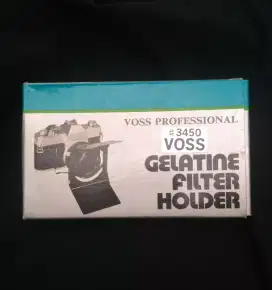 VOSS PROFESSIONAL
#3450
VOSS
GELATINE
FILTER
HOLDER